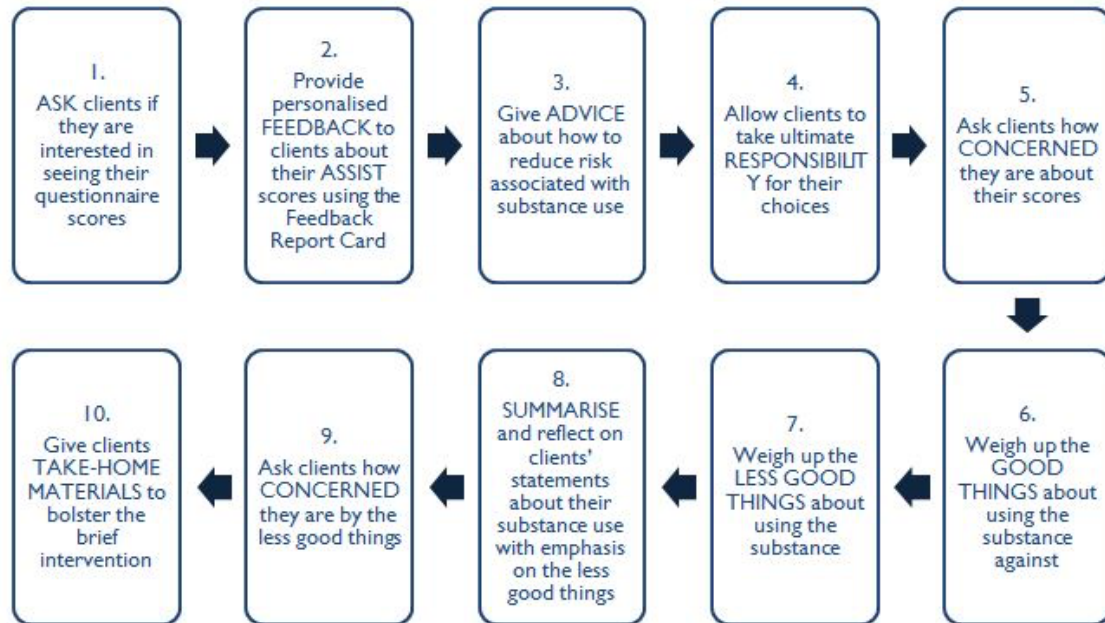 1.
ASK clients if
they are
interested in
seeing their
questionnaire
scores
2.
Provide
personalised
FEEDBACK to
clients about
their ASSIST
scores using the
Feedback
Report Card
3.
Give ADVICE
about how to
reduce risk
associated with
substance use
4.
Allow clients to
take ultimate
RESPONSIBILIT
Y for their
choices
5.
Ask clients how
CONCERNED
they are about
their scores
6.
Weigh up the
GOOD
THINGS about
using the
substance
against
7.
Weigh up the
LESS GOOD
THINGS about
using the
substance
8.
SUMMARISE
and reflect on
clients'
statements
about their
substance use
with emphasis
on the less
good things
9.
Ask clients how
CONCERNED
they are by the
less good things
10.
Give clients
TAKE-HOME
MATERIALS to
bolster the
brief
intervention